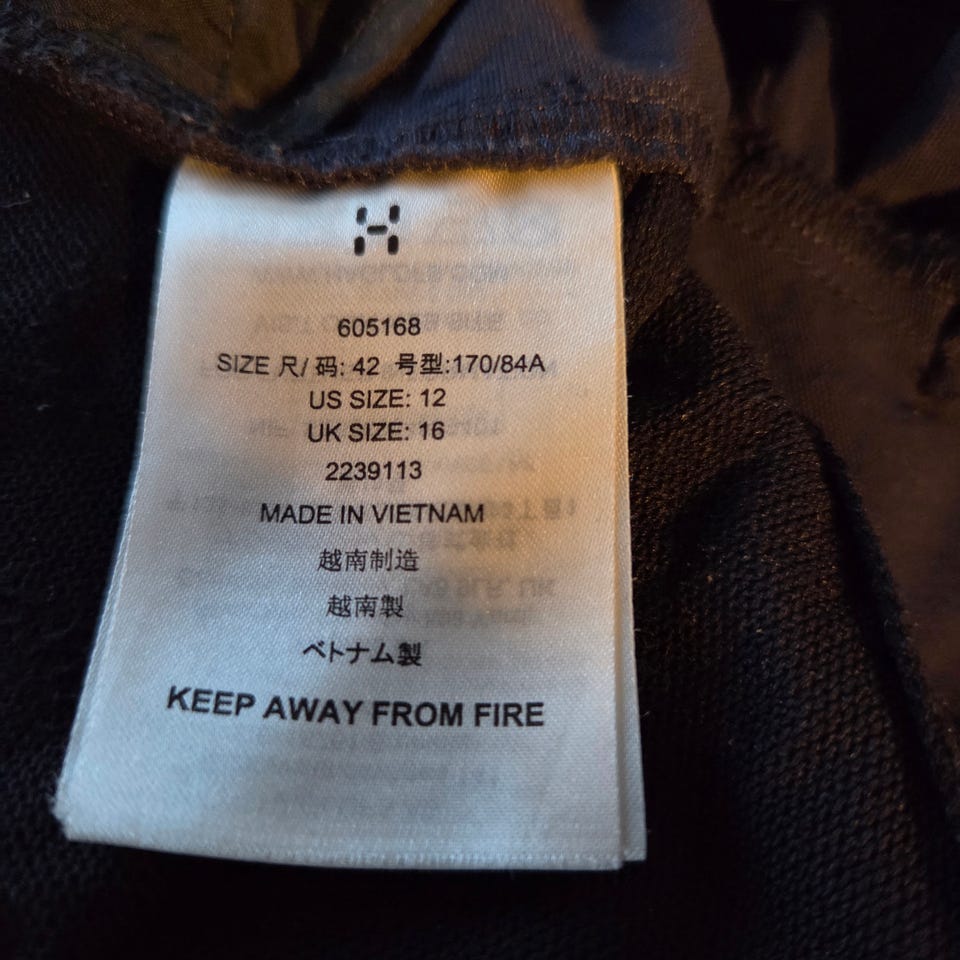 H
605168
SIZE 尺/ 码: 42 号型:170/84A
US SIZE: 12
UK SIZE: 16
2239113
MADE IN VIETNAM
越南制造
越南製
ベトナム製
KEEP AWAY FROM FIRE